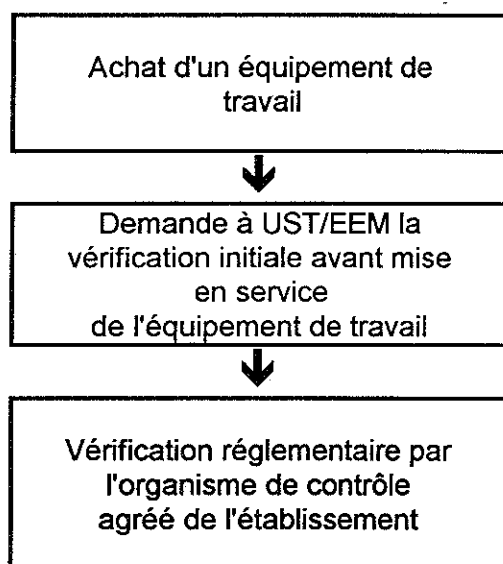 Achat d'un équipement de
travail
Demande à UST/EEM la
vérification initiale avant mise
en service
de l'équipement de travail
Vérification réglementaire par
l'organisme de contrôle
agréé de l'établissement